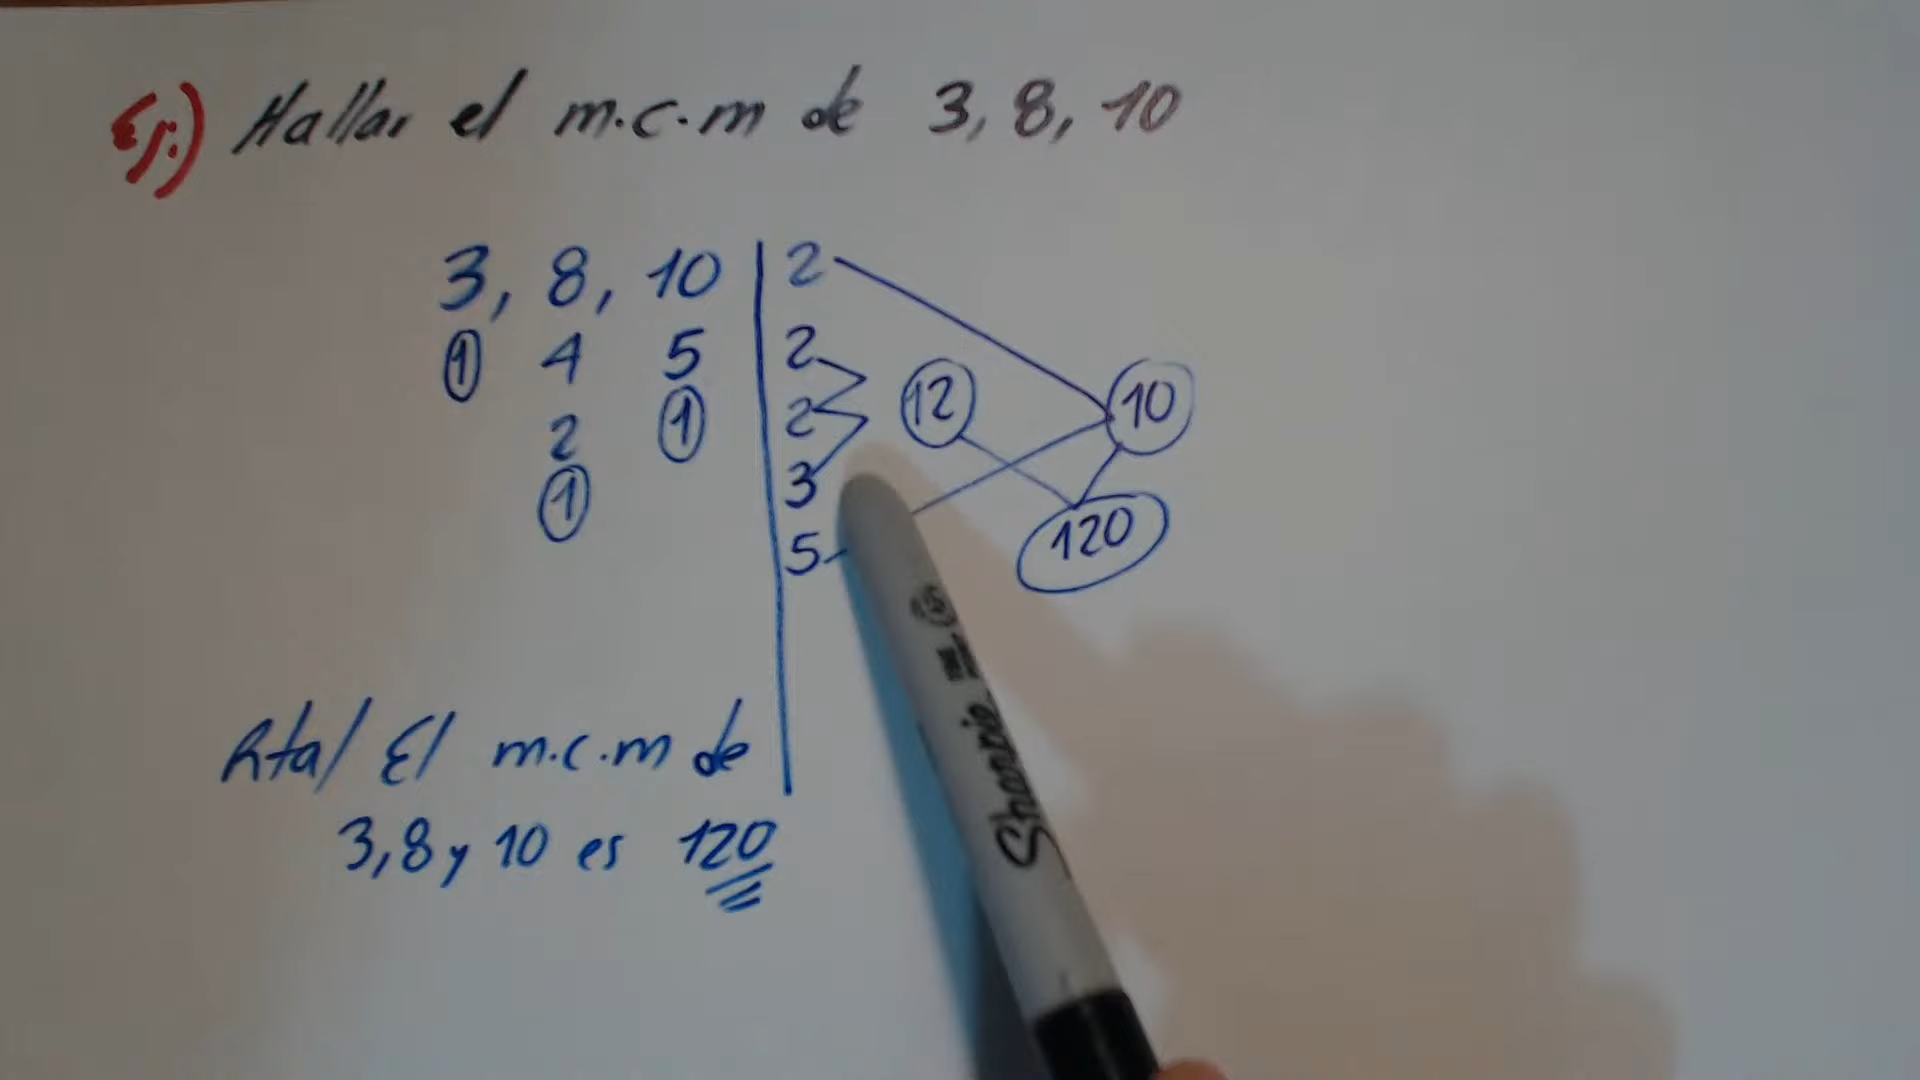 Ej:) Hallar el m.c.m de 3, 8, 10
3, 8, 10 | 2
1 4 5 2
2 1 2
1 3
5
12
10
120
Rta/ El m.c.m de
3, 8 y 10 es 120
Sharpie